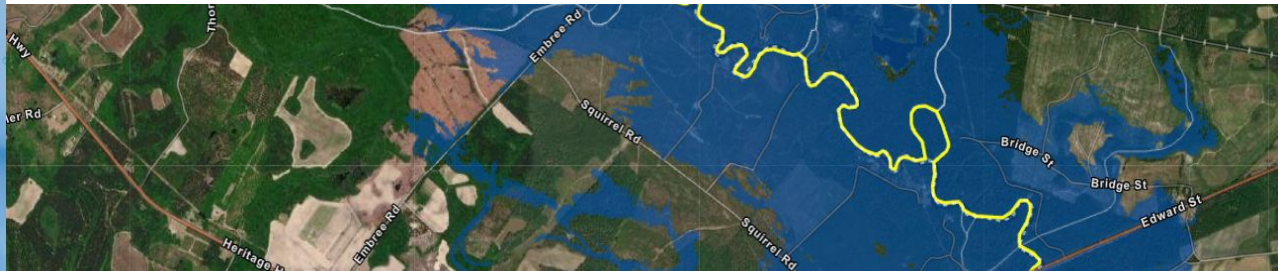 Thor
Embree Rd
Hwy
ler Rd
Squirrel Rd
Bridge St
Bridge St
Embree Rd
Edward St
Squirrel Rd
Heritage H